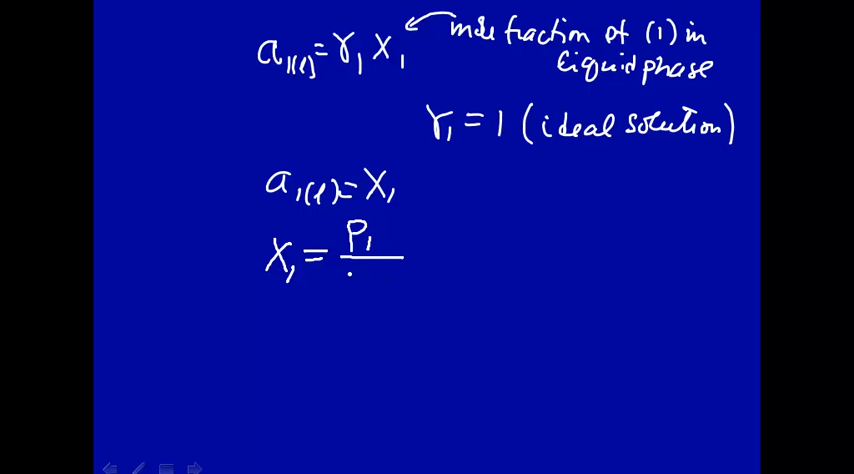 a₁₍ₗ₎ = γ₁ X₁ ← mole fraction of (1) in
liquid phase
γ₁ = 1 (ideal solution)
a₁₍ₗ₎ = X₁
X₁ = P₁ /